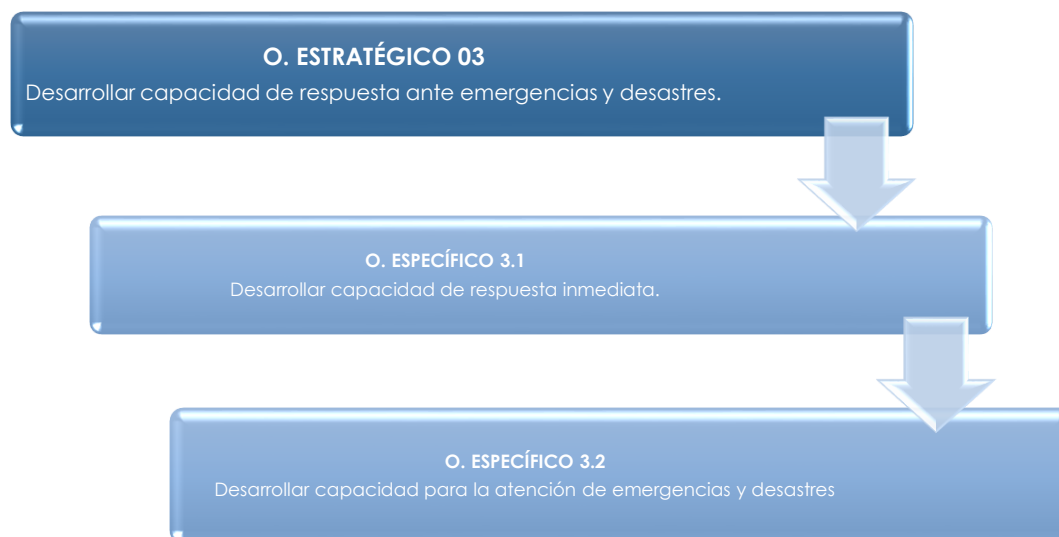 O. ESTRATÉGICO 03
Desarrollar capacidad de respuesta ante emergencias y desastres.
O. ESPECÍFICO 3.1
Desarrollar capacidad de respuesta inmediata.
O. ESPECÍFICO 3.2
Desarrollar capacidad para la atención de emergencias y desastres